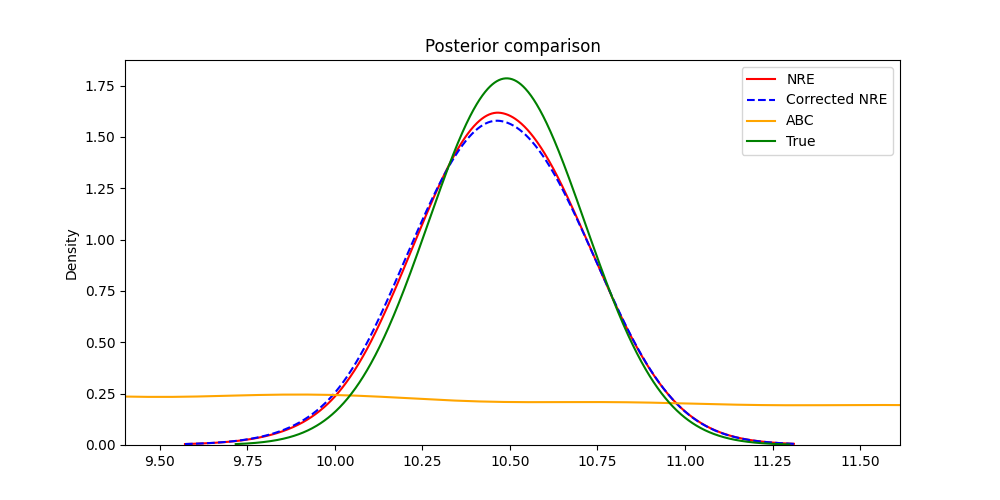 Posterior comparison
NRE
Corrected NRE
ABC
True
Density
1.75
1.50
1.25
1.00
0.75
0.50
0.25
0.00
9.50 9.75 10.00 10.25 10.50 10.75 11.00 11.25 11.50